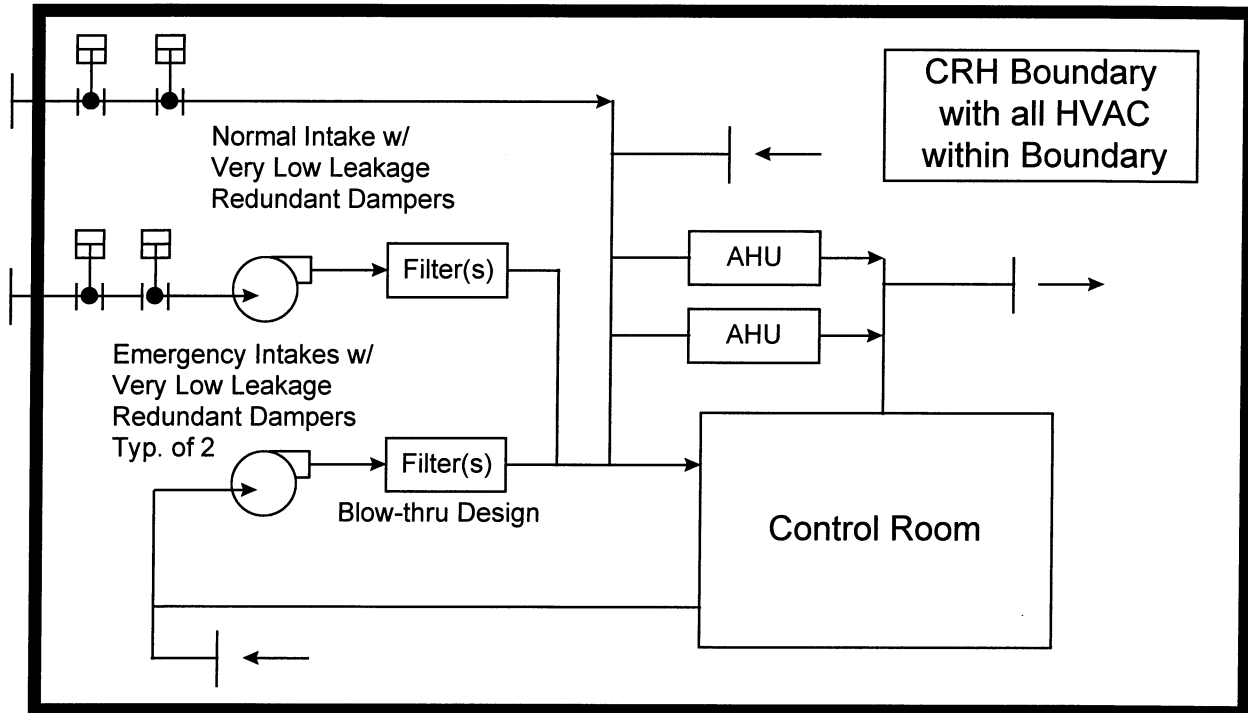 CRH Boundary
with all HVAC
within Boundary
Normal Intake w/
Very Low Leakage
Redundant Dampers
AHU
Filter(s)
AHU
Emergency Intakes w/
Very Low Leakage
Redundant Dampers
Typ. of 2
Filter(s)
Blow-thru Design
Control Room